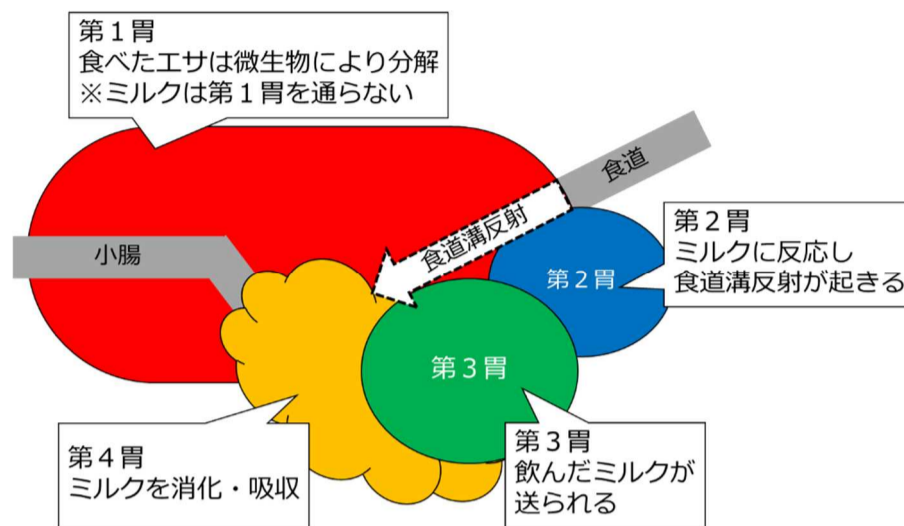 第１胃
食べたエサは微生物により分解
※ミルクは第１胃を通らない
食道
食道溝反射
小腸
第２胃
第２胃
ミルクに反応し
食道溝反射が起きる
第３胃
第４胃
ミルクを消化・吸収
第３胃
飲んだミルクが
送られる